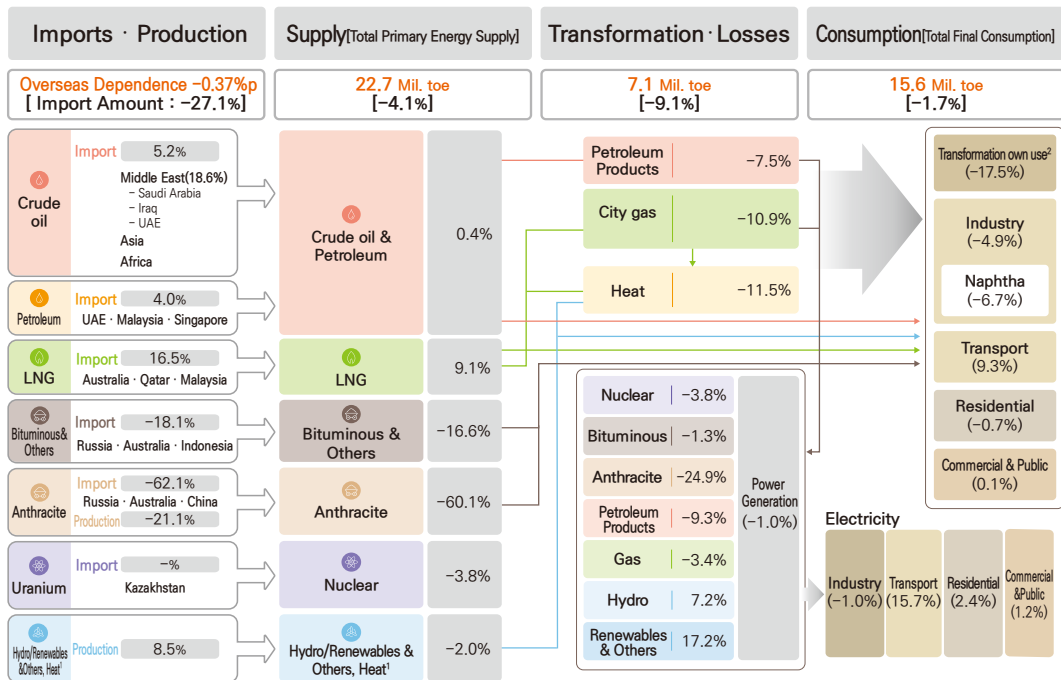 Imports · Production
Overseas Dependence −0.37%p
[ Import Amount : −27.1%]
Crude
oil
Import 5.2%
Middle East(18.6%)
− Saudi Arabia
− Iraq
− UAE
Asia
Africa
Petroleum
Import 4.0%
UAE · Malaysia · Singapore
LNG
Import 16.5%
Australia · Qatar · Malaysia
Bituminous&
Others
Import −18.1%
Russia · Australia · Indonesia
Anthracite
Import −62.1%
Russia · Australia · China
Production −21.1%
Uranium
Import −%
Kazakhstan
Hydro/Renewables
&Others, Heat¹
Production 8.5%
Supply[Total Primary Energy Supply]
22.7 Mil. toe
[−4.1%]
Crude oil &
Petroleum
0.4%
LNG
9.1%
Bituminous &
Others
−16.6%
Anthracite
−60.1%
Nuclear
−3.8%
Hydro/Renewables &
Others, Heat¹
−2.0%
Transformation · Losses
7.1 Mil. toe
[−9.1%]
Petroleum
Products
−7.5%
City gas
−10.9%
Heat
−11.5%
Nuclear −3.8%
Bituminous −1.3%
Anthracite −24.9%
Petroleum
Products
−9.3%
Gas −3.4%
Hydro 7.2%
Renewables
& Others
17.2%
Power
Generation
(−1.0%)
Consumption[Total Final Consumption]
15.6 Mil. toe
[−1.7%]
Transformation own use²
(−17.5%)
Industry
(−4.9%)
Naphtha
(−6.7%)
Transport
(9.3%)
Residential
(−0.7%)
Commercial & Public
(0.1%)
Electricity
Industry
(−1.0%)
Transport
(15.7%)
Residential
(2.4%)
Commercial
&Public
(1.2%)